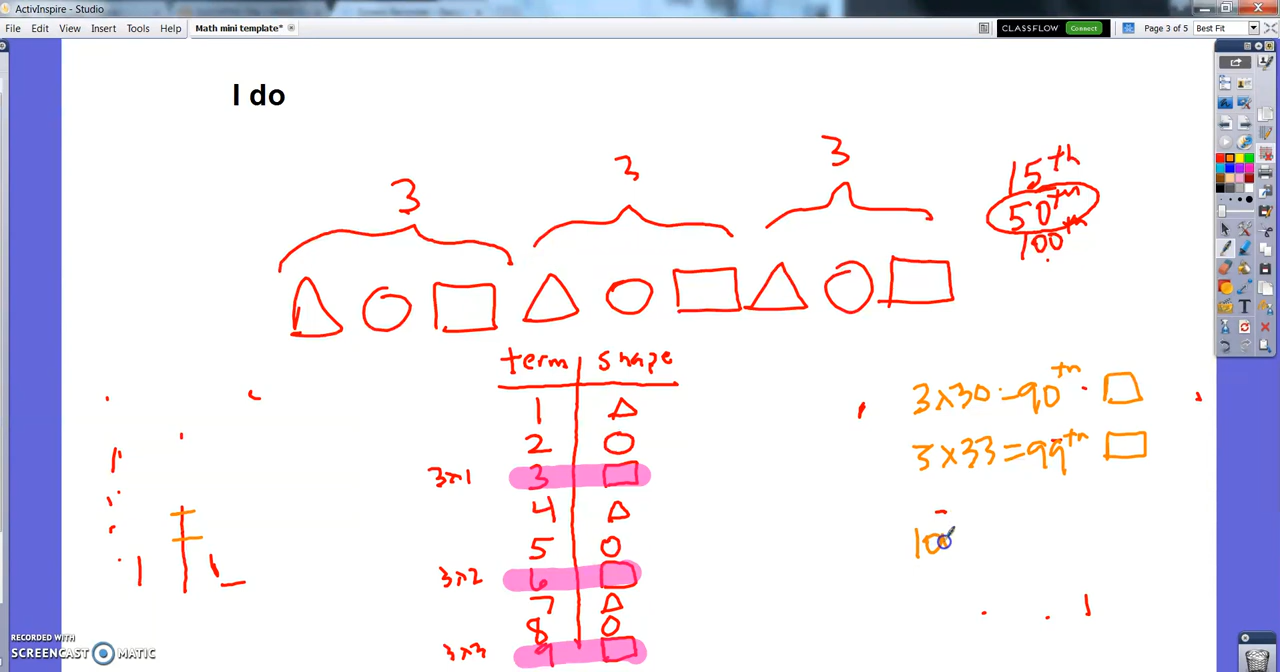 ActivInspire - Studio
File Edit View Insert Tools Help Math mini template* CLASSFLOW Connect Page 3 of 5 Best Fit
I do
3 3 3
15th
50th
100th
term shape
1
2
3x1 3
4
5
3x2 6
7
8
3x3 9
3x30 - 90th
3x33 = 99th
100
RECORDED WITH
SCREENCAST MATIC